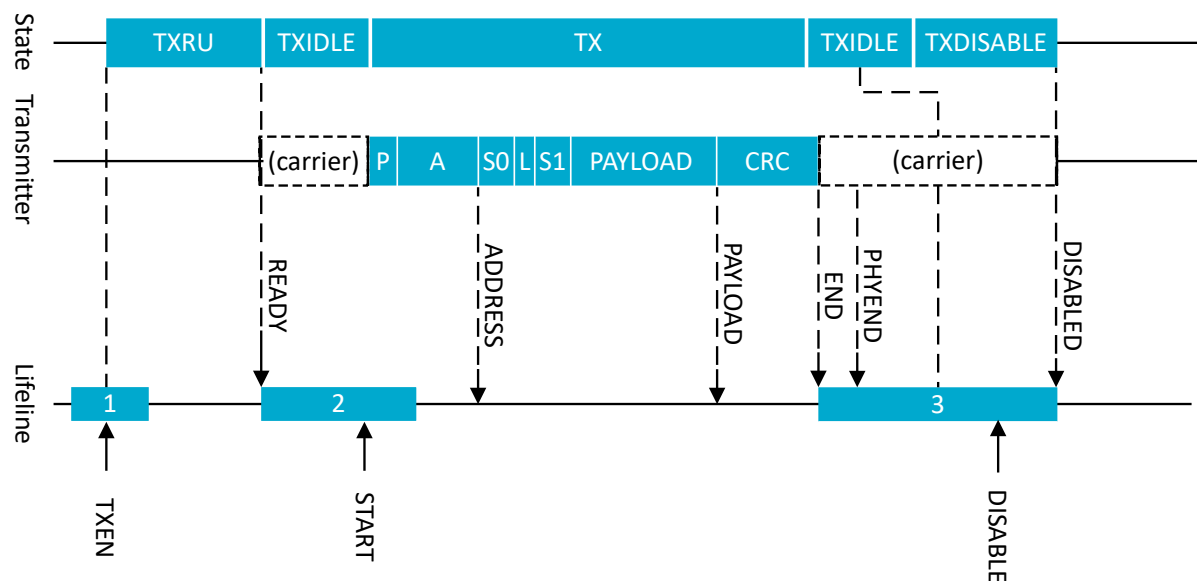 State
TXRU
TXIDLE
TX
TXIDLE
TXDISABLE
Transmitter
(carrier)
P
A
S0
L
S1
PAYLOAD
CRC
(carrier)
READY
ADDRESS
PAYLOAD
END
PHYEND
DISABLED
Lifeline
1
2
3
TXEN
START
DISABLE